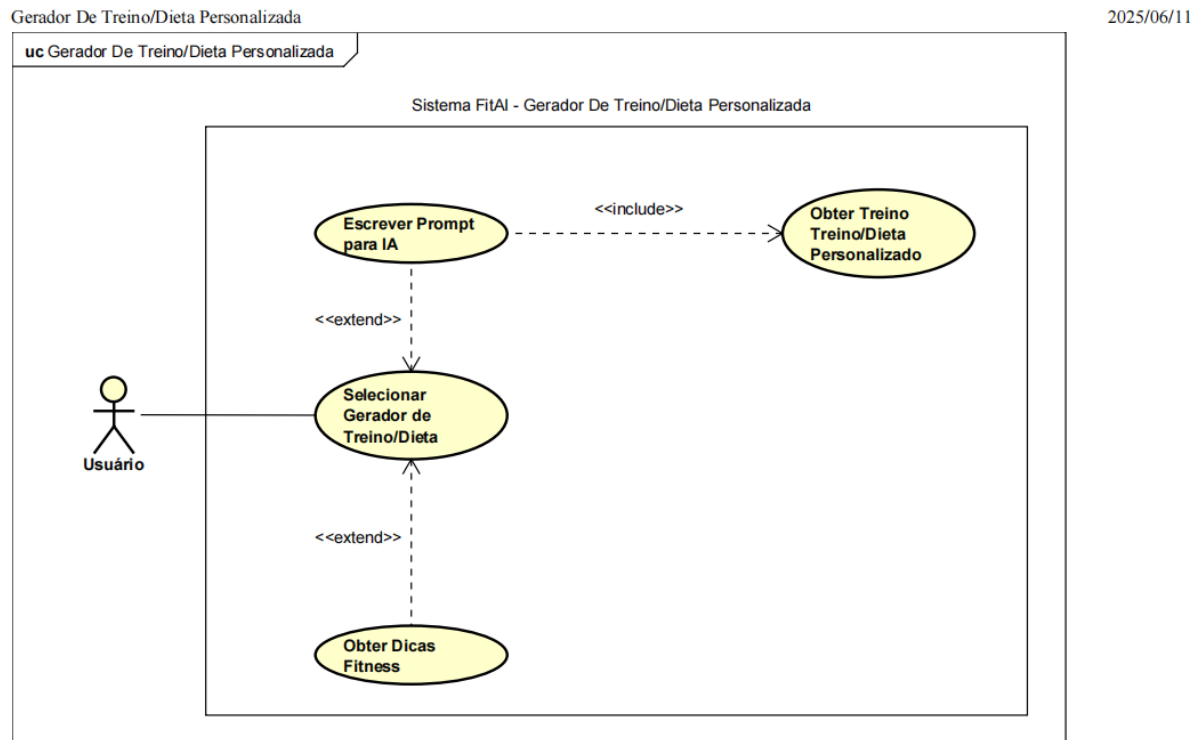 Gerador De Treino/Dieta Personalizada
2025/06/11
uc Gerador De Treino/Dieta Personalizada
Sistema FitAI - Gerador De Treino/Dieta Personalizada
Escrever Prompt
para IA
<<include>>
Obter Treino
Treino/Dieta
Personalizado
<<extend>>
Selecionar
Gerador de
Treino/Dieta
Usuário
<<extend>>
Obter Dicas
Fitness